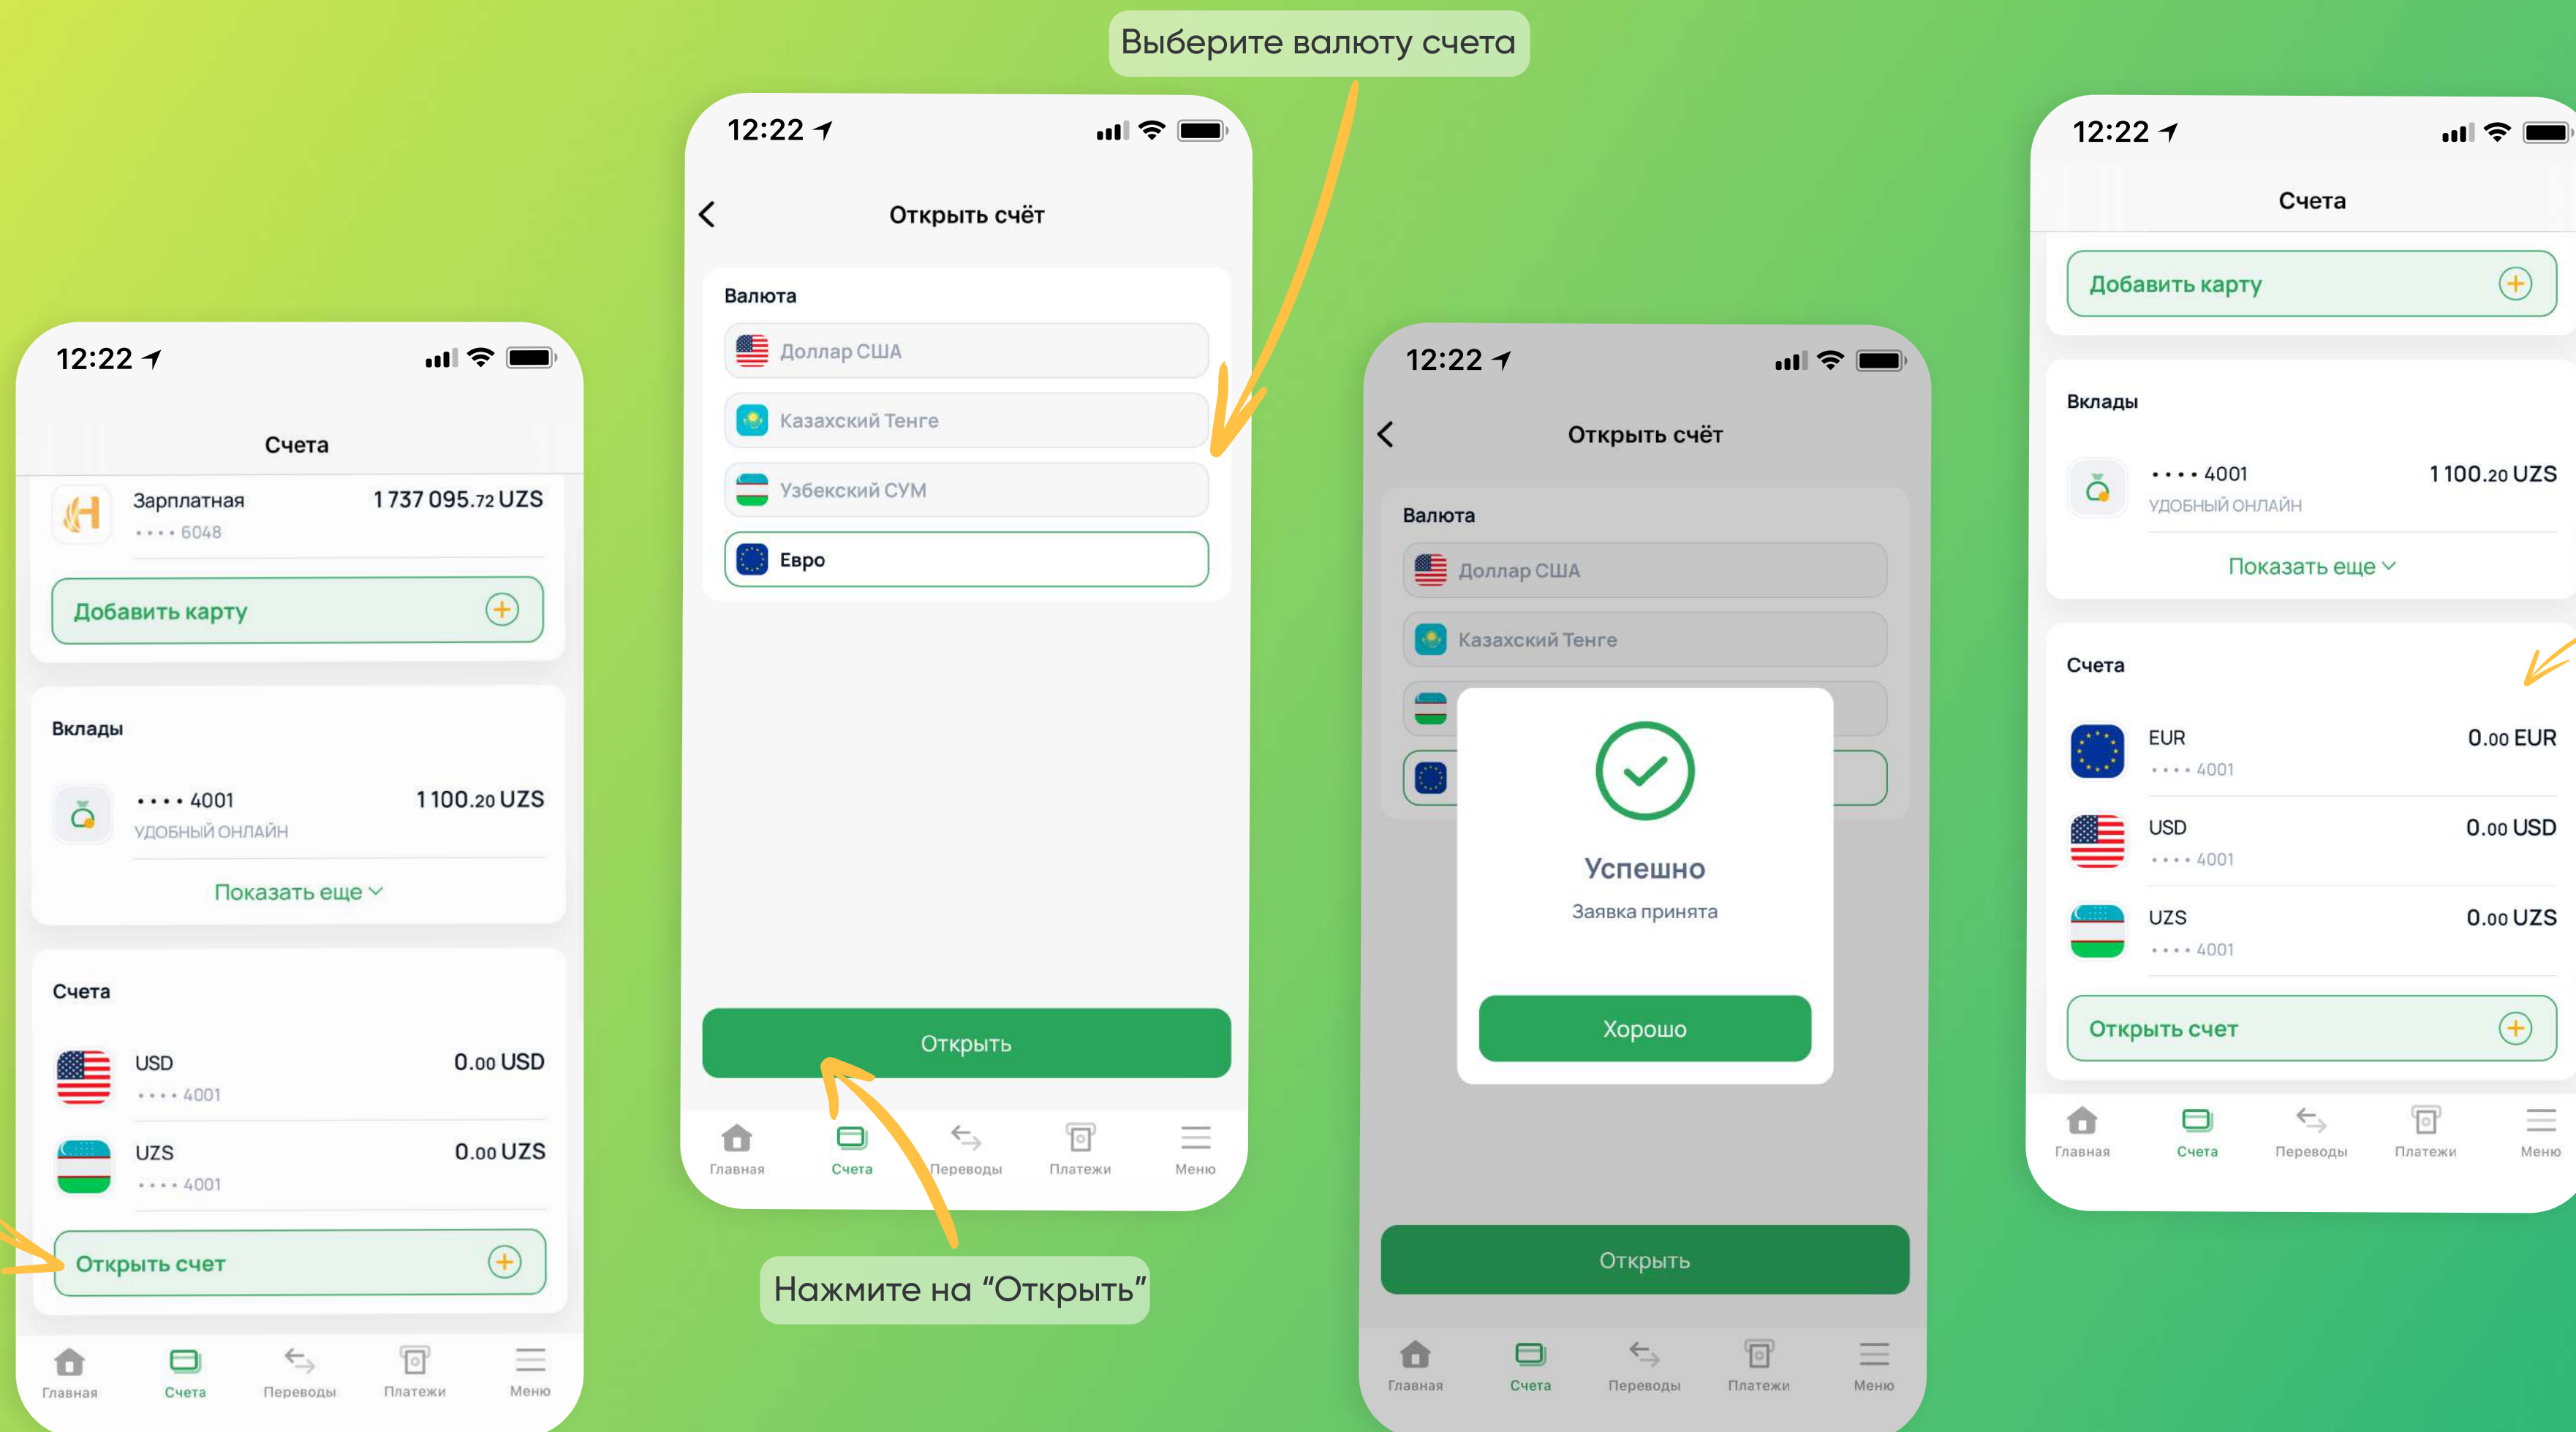 Выберите валюту счета
12:22
Счета
Зарплатная 1 737 095.72 UZS
•••• 6048
Добавить карту
Вклады
•••• 4001 1 100.20 UZS
УДОБНЫЙ ОНЛАЙН
Показать еще
Счета
USD 0.00 USD
•••• 4001
UZS 0.00 UZS
•••• 4001
Открыть счет
Главная Счета Переводы Платежи Меню
12:22
Открыть счёт
Валюта
Доллар США
Казахский Тенге
Узбекский СУМ
Евро
Открыть
Главная Счета Переводы Платежи Меню
Нажмите на “Открыть”
12:22
Открыть счёт
Валюта
Доллар США
Казахский Тенге
Успешно
Заявка принята
Хорошо
Открыть
Главная Счета Переводы Платежи Меню
12:22
Счета
Добавить карту
Вклады
•••• 4001 1 100.20 UZS
УДОБНЫЙ ОНЛАЙН
Показать еще
Счета
EUR 0.00 EUR
•••• 4001
USD 0.00 USD
•••• 4001
UZS 0.00 UZS
•••• 4001
Открыть счет
Главная Счета Переводы Платежи Меню